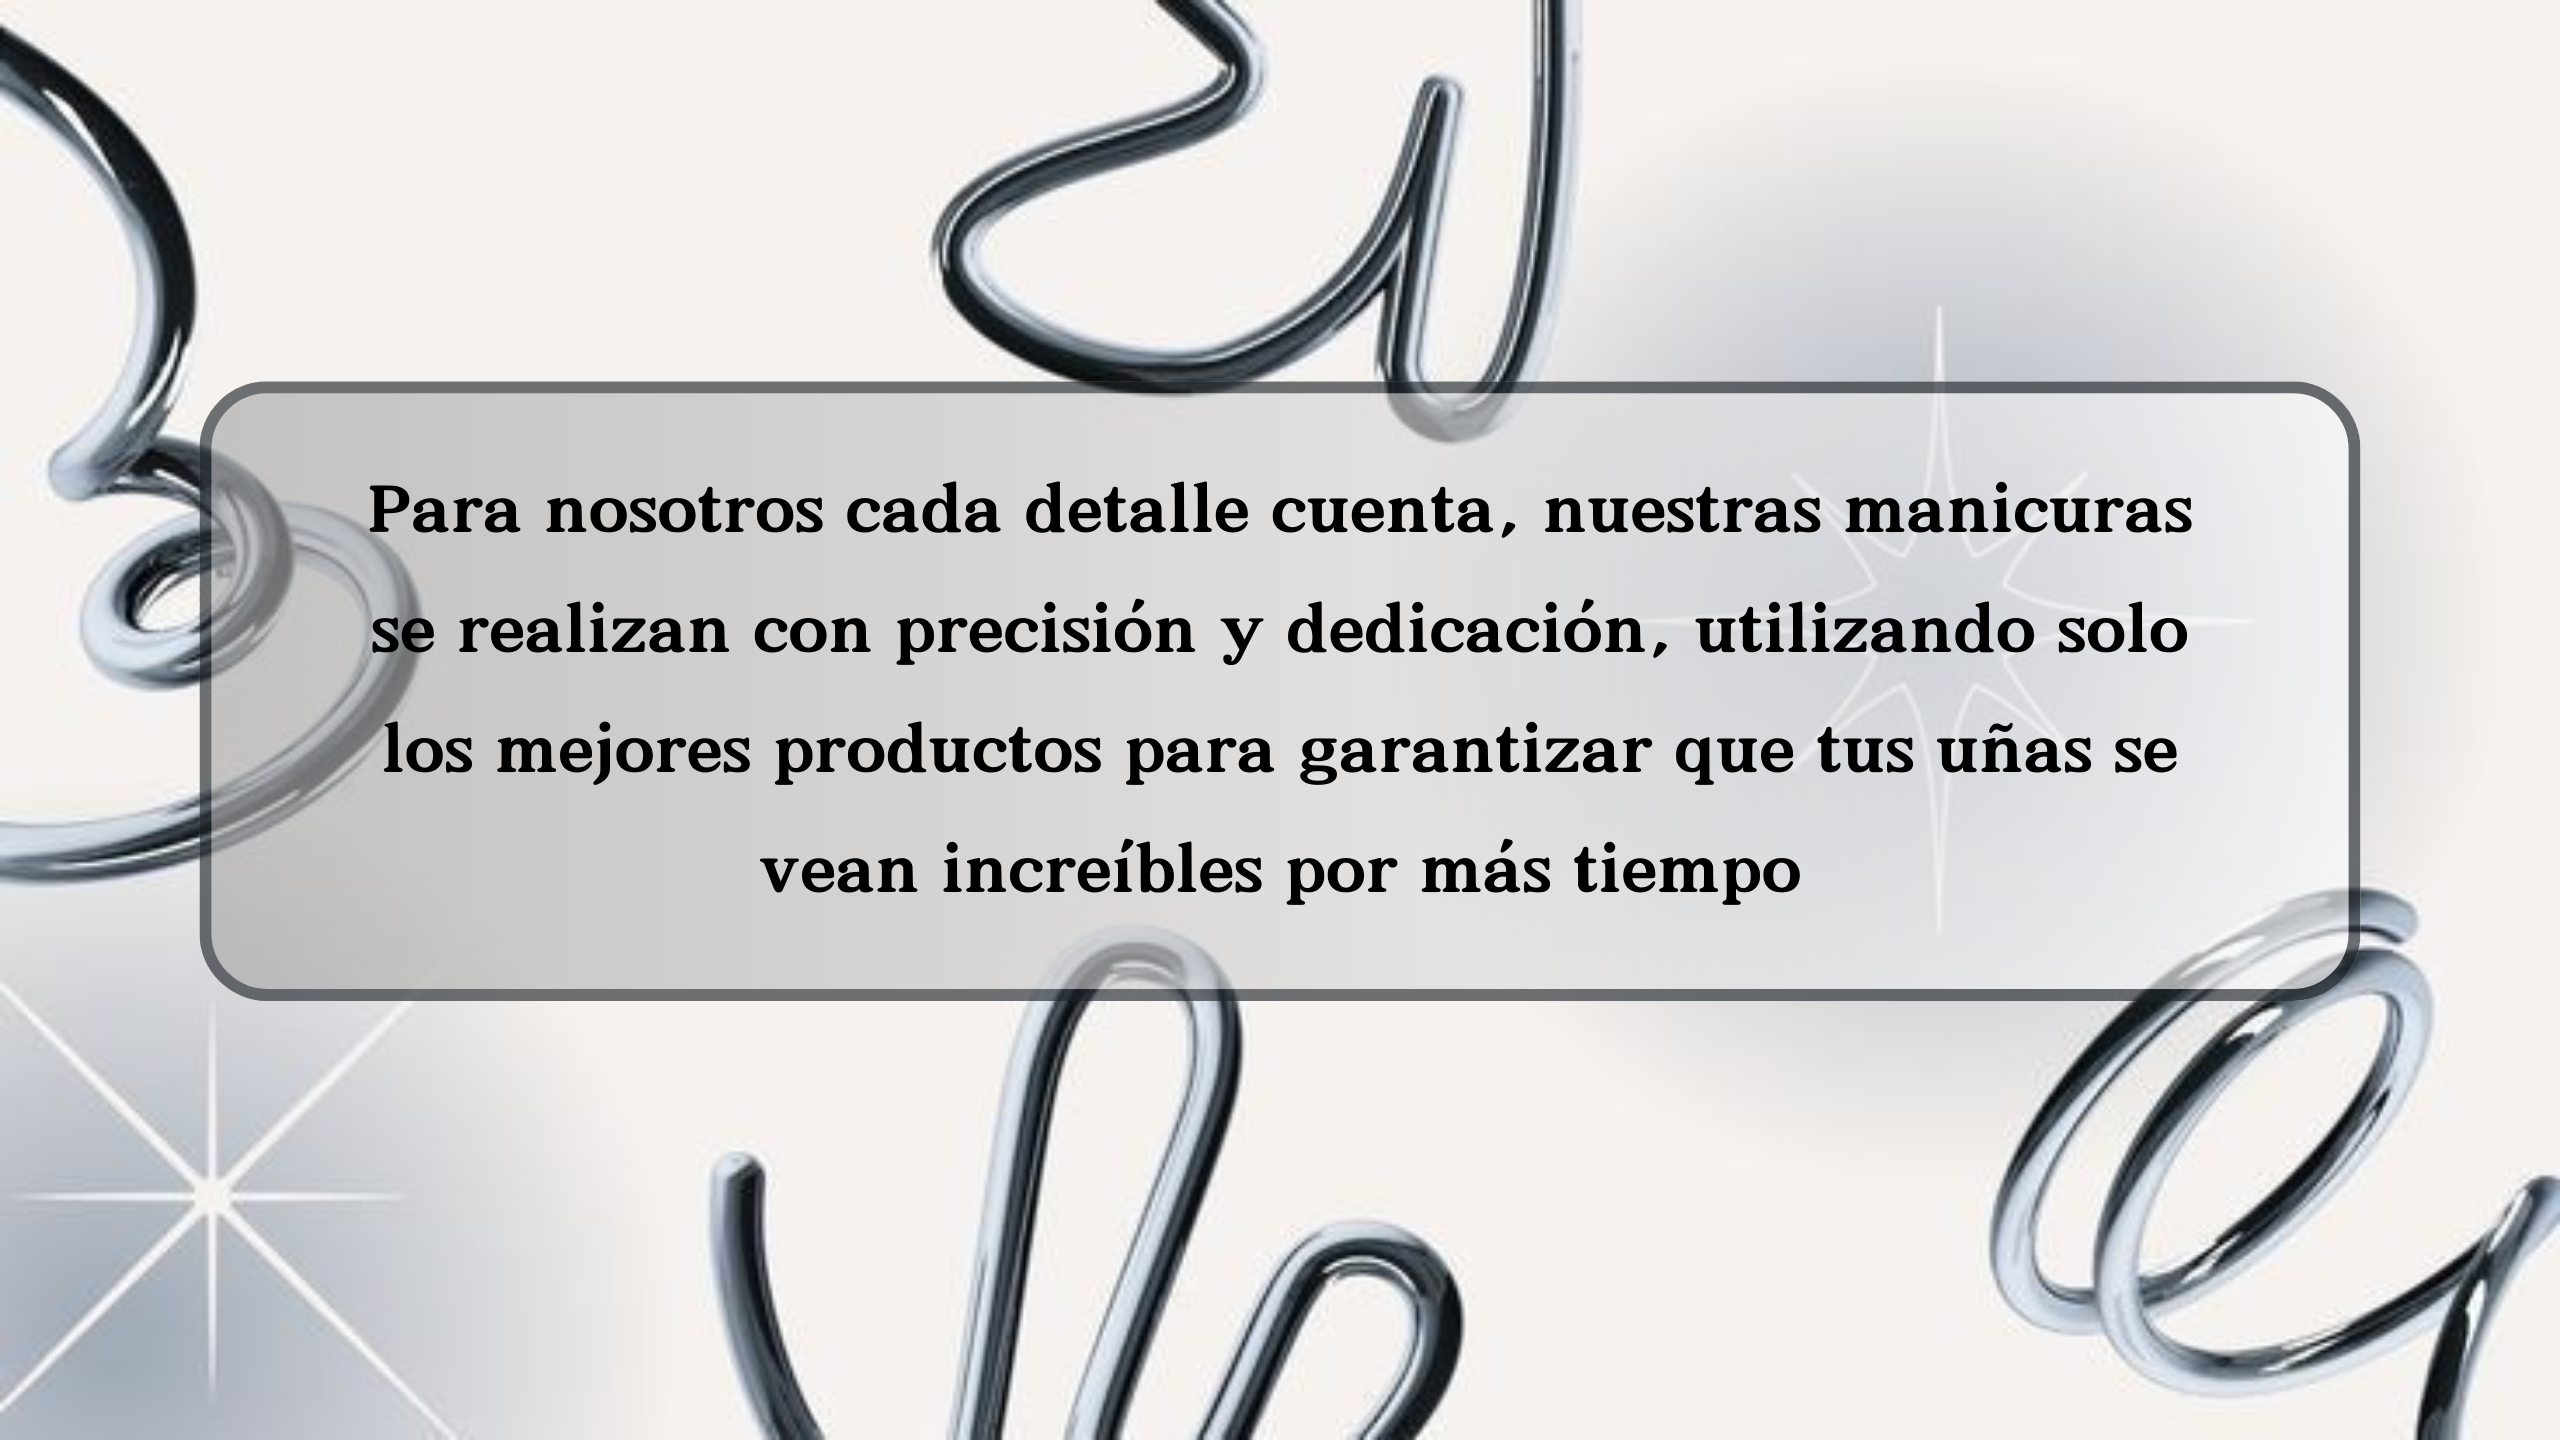 Para nosotros cada detalle cuenta, nuestras manicuras
se realizan con precisión y dedicación, utilizando solo
los mejores productos para garantizar que tus uñas se
vean increíbles por más tiempo